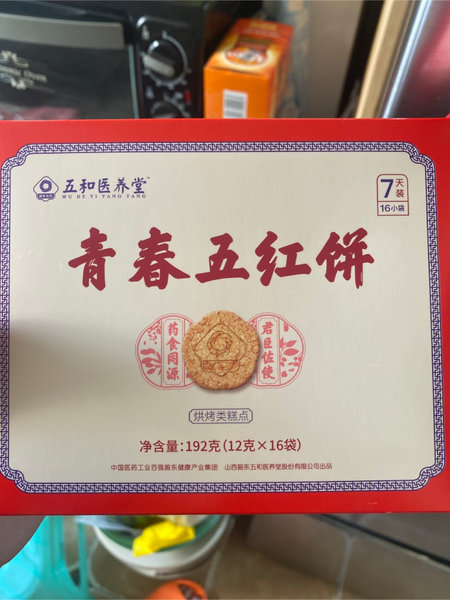 五和医养堂
WU HE YI YANG TANG
7天装
16小袋
青春五红饼
药食同源
君臣佐使
烘烤类糕点
净含量:192克(12克×16袋)
中国医药工业百强振东健康产业集团 山西振东五和医养堂股份有限公司出品